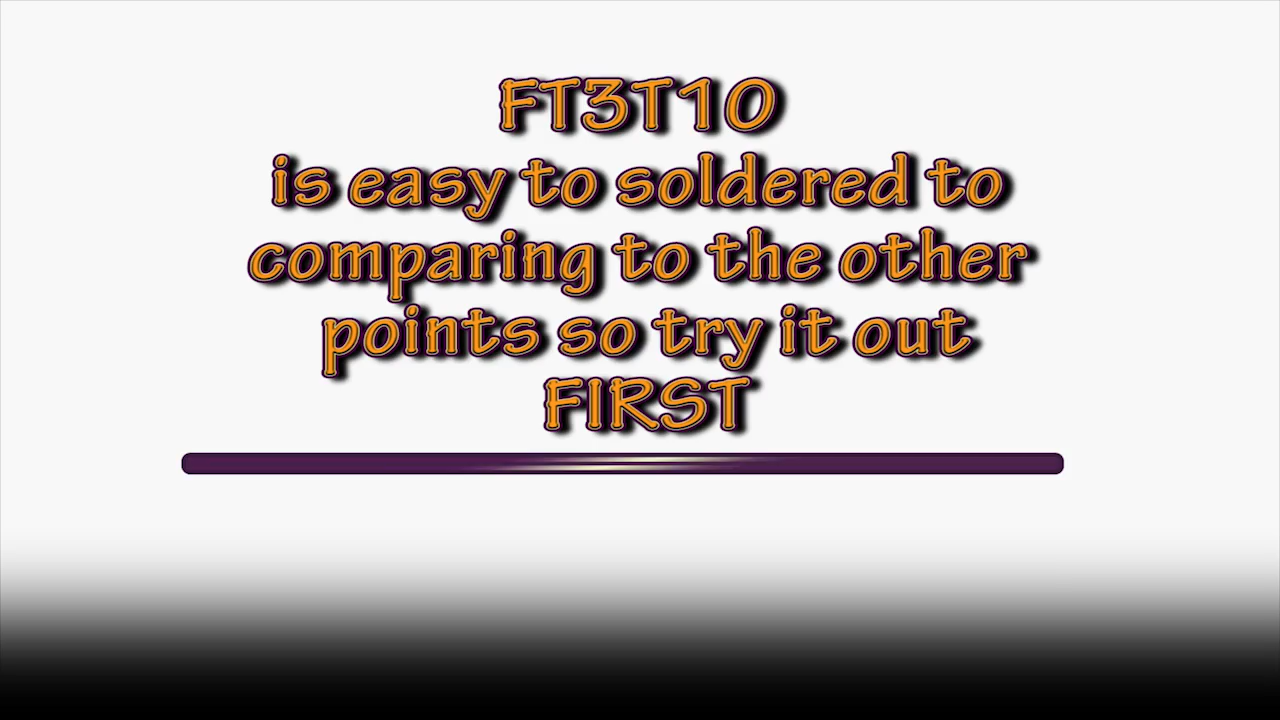 FT3T10
is easy to soldered to
comparing to the other
points so try it out
FIRST